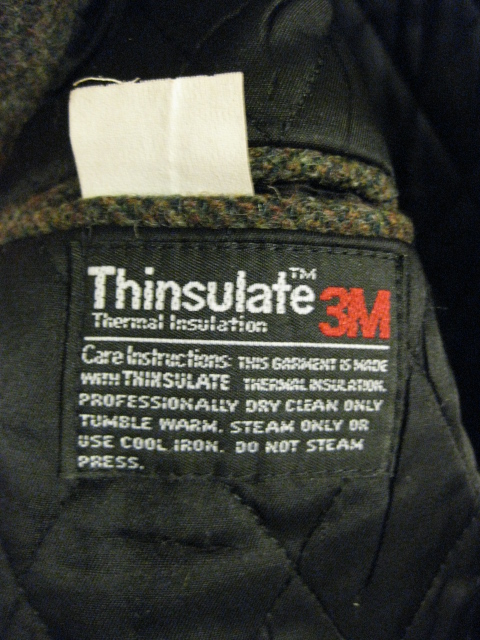 Thinsulate™ 3M
Thermal Insulation
Care Instructions: THIS GARMENT IS MADE
WITH THINSULATE THERMAL INSULATION.
PROFESSIONALLY DRY CLEAN ONLY
TUMBLE WARM. STEAM ONLY OR
USE COOL IRON. DO NOT STEAM
PRESS.